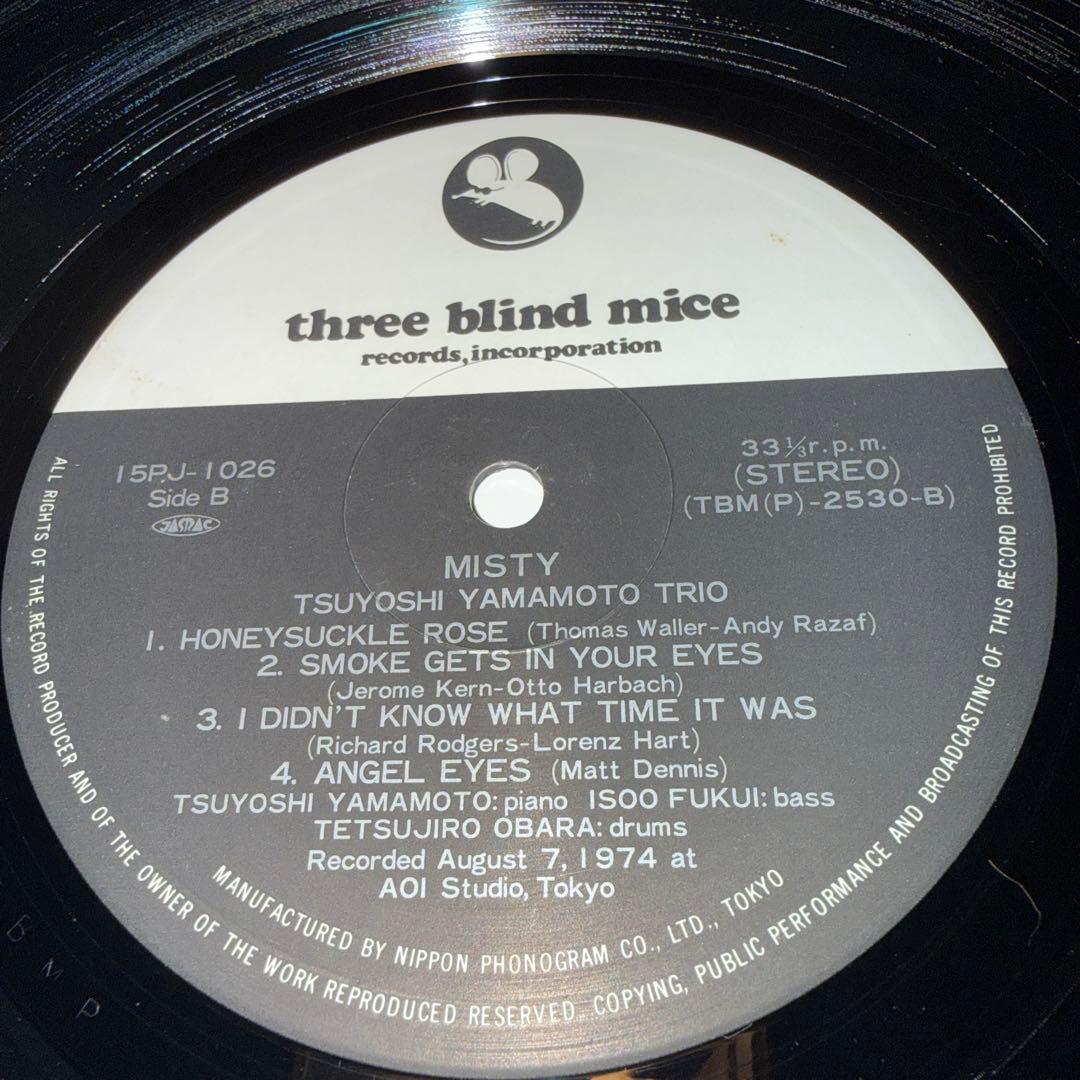 three blind mice
records, incorporation
15PJ-1026
Side B
JASRAC
33 1/3 r.p.m.
(STEREO)
(TBM(P)-2530-B)
MISTY
TSUYOSHI YAMAMOTO TRIO
1. HONEYSUCKLE ROSE (Thomas Waller-Andy Razaf)
2. SMOKE GETS IN YOUR EYES
(Jerome Kern-Otto Harbach)
3. I DIDN'T KNOW WHAT TIME IT WAS
(Richard Rodgers-Lorenz Hart)
4. ANGEL EYES (Matt Dennis)
TSUYOSHI YAMAMOTO: piano ISOO FUKUI: bass
TETSUJIRO OBARA: drums
Recorded August 7, 1974 at
AOI Studio, Tokyo
MANUFACTURED BY NIPPON PHONOGRAM CO., LTD., TOKYO
ALL RIGHTS OF THE RECORD PRODUCER AND OF THE OWNER OF THE WORK REPRODUCED RESERVED. COPYING, PUBLIC PERFORMANCE AND BROADCASTING OF THIS RECORD PROHIBITED